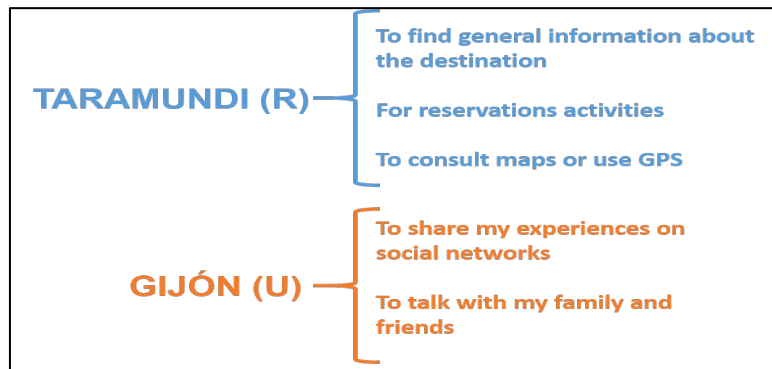 TARAMUNDI (R)
To find general information about
the destination
For reservations activities
To consult maps or use GPS
GIJÓN (U)
To share my experiences on
social networks
To talk with my family and
friends